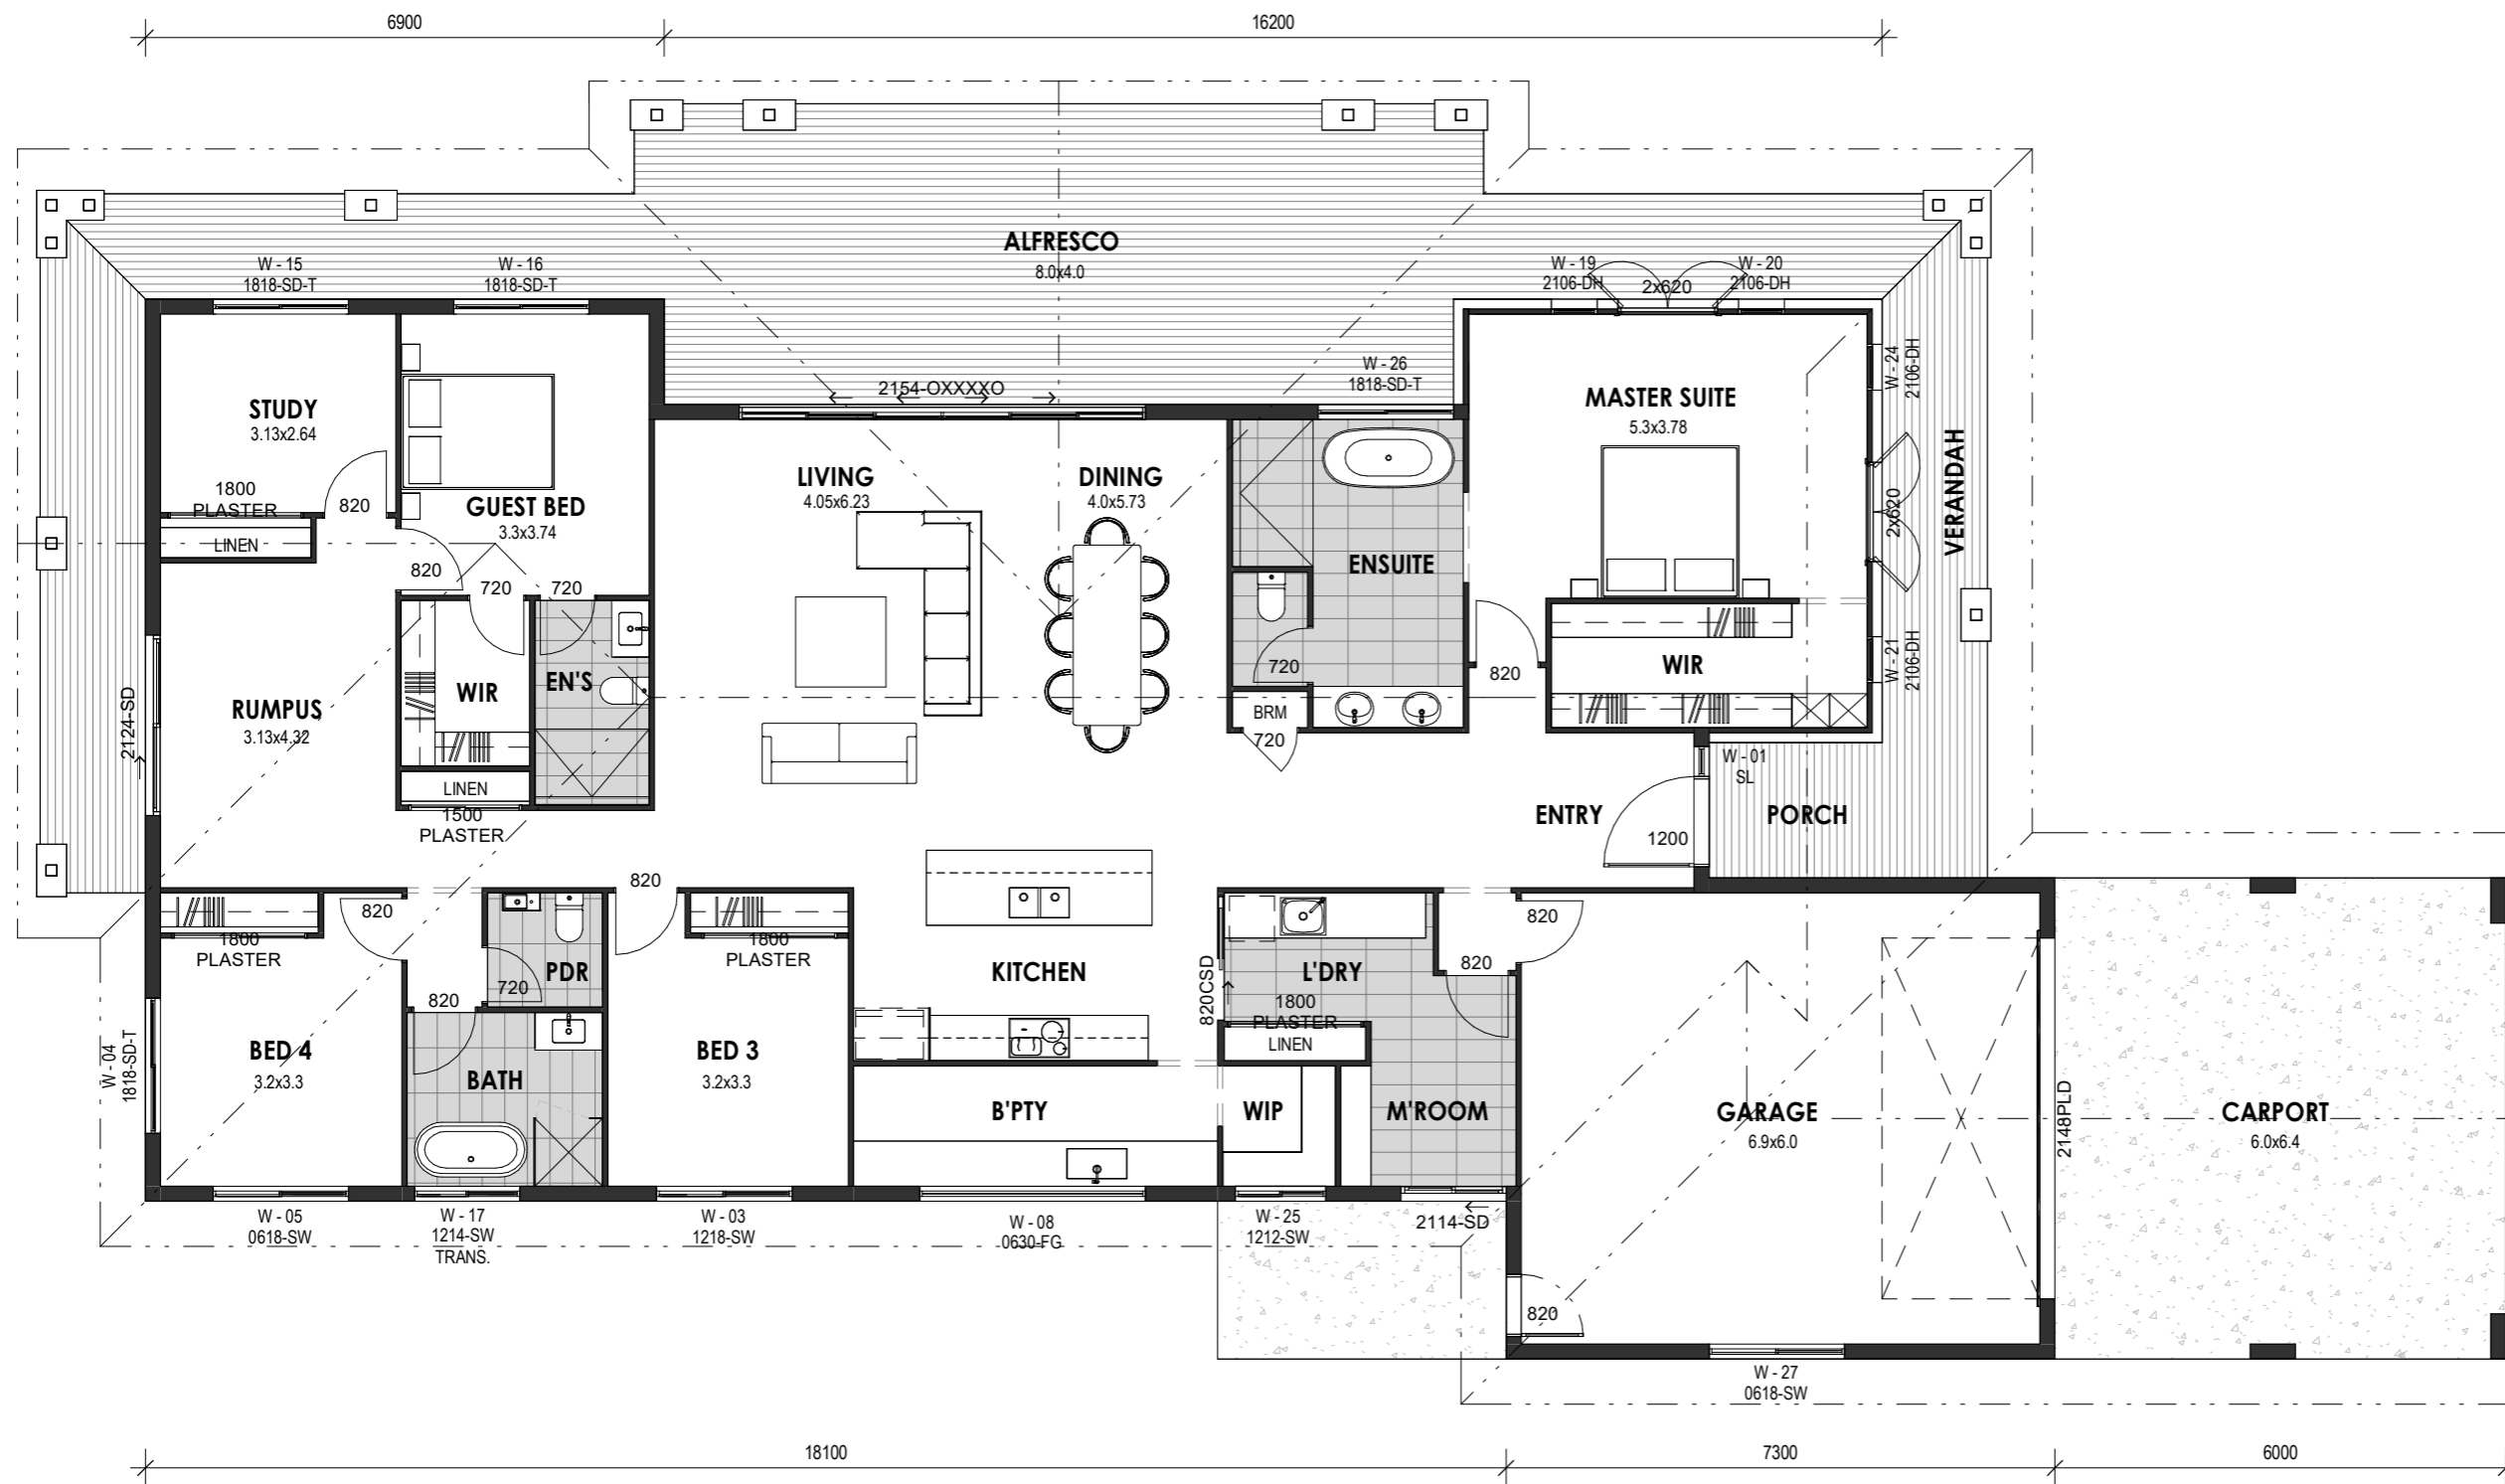 6900
16200
ALFRESCO
8.0x4.0
W - 15
1818-SD-T
W - 16
1818-SD-T
W - 19
2106-DH
2x620
W - 20
2106-DH
W - 26
1818-SD-T
2154-OXXXXO
W - 24
2106-DH
STUDY
3.13x2.64
1800
PLASTER
820
LINEN
GUEST BED
3.3x3.74
820
720
720
LIVING
4.05x6.23
DINING
4.0x5.73
ENSUITE
720
BRM
720
MASTER SUITE
5.3x3.78
820
WIR
2x620
VERANDAH
W - 21
2106-DH
2124-SD
RUMPUS
3.13x4.32
WIR
EN'S
LINEN
1500
PLASTER
W - 01
SL
ENTRY
1200
PORCH
820
1800
PLASTER
820
720
PDR
820
1800
PLASTER
KITCHEN
820CSD
L'DRY
1800
PLASTER
LINEN
820
820
W - 04
1818-SD-T
BED 4
3.2x3.3
BATH
BED 3
3.2x3.3
B'PTY
WIP
M'ROOM
GARAGE
6.9x6.0
2148PLD
CARPORT
6.0x6.4
W - 05
0618-SW
W - 17
1214-SW
TRANS.
W - 03
1218-SW
W - 08
0630-FG
W - 25
1212-SW
2114-SD
820
W - 27
0618-SW
18100
7300
6000